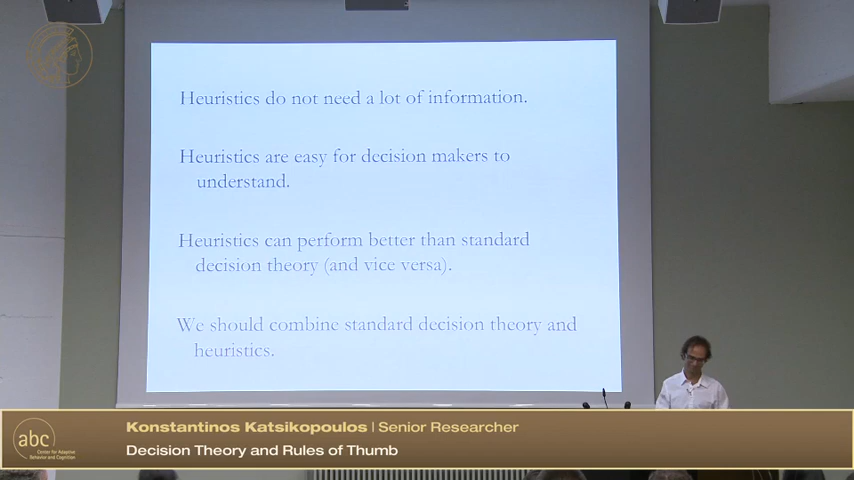 Heuristics do not need a lot of information.
Heuristics are easy for decision makers to
understand.
Heuristics can perform better than standard
decision theory (and vice versa).
We should combine standard decision theory and
heuristics.
Konstantinos Katsikopoulos | Senior Researcher
Decision Theory and Rules of Thumb
abc
Center for Adaptive
Behavior and Cognition